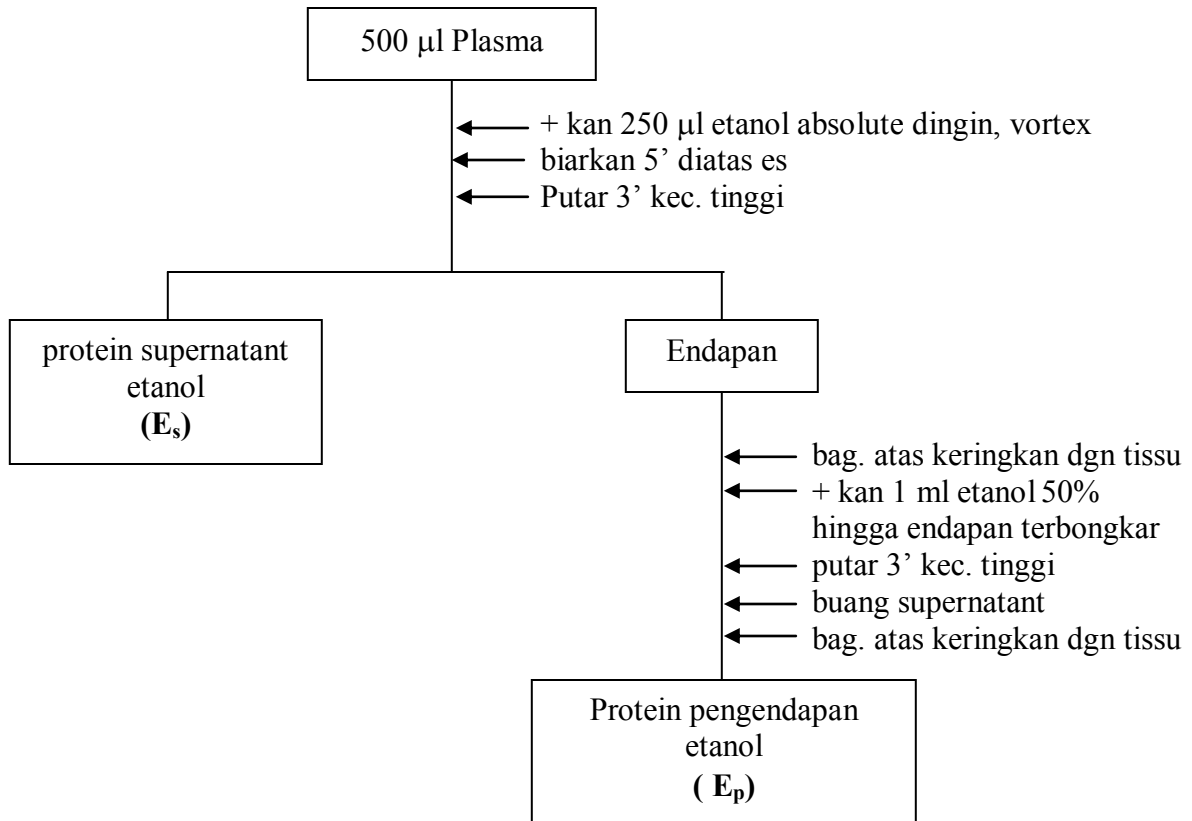 500 μl Plasma
+ kan 250 μl etanol absolute dingin, vortex
biarkan 5’ diatas es
Putar 3’ kec. tinggi
protein supernatant
etanol
(Es)
Endapan
bag. atas keringkan dgn tissu
+ kan 1 ml etanol 50%
hingga endapan terbongkar
putar 3’ kec. tinggi
buang supernatant
bag. atas keringkan dgn tissu
Protein pengendapan
etanol
( Ep)